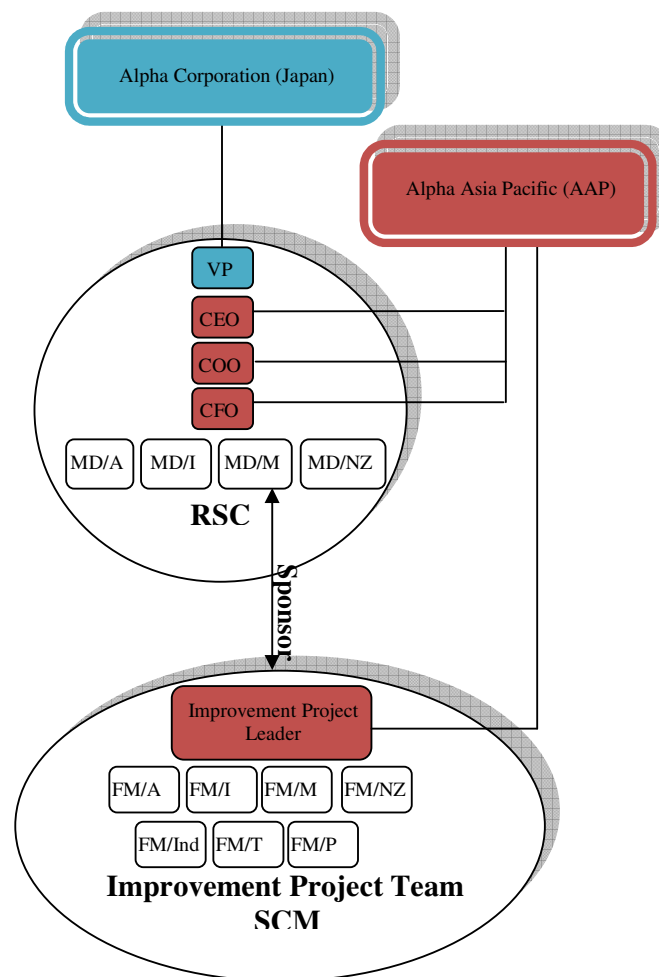 Alpha Corporation (Japan)
Alpha Asia Pacific (AAP)
VP
CEO
COO
CFO
MD/A
MD/I
MD/M
MD/NZ
RSC
Sponsor
Improvement Project
Leader
FM/A
FM/I
FM/M
FM/NZ
FM/Ind
FM/T
FM/P
Improvement Project Team
SCM